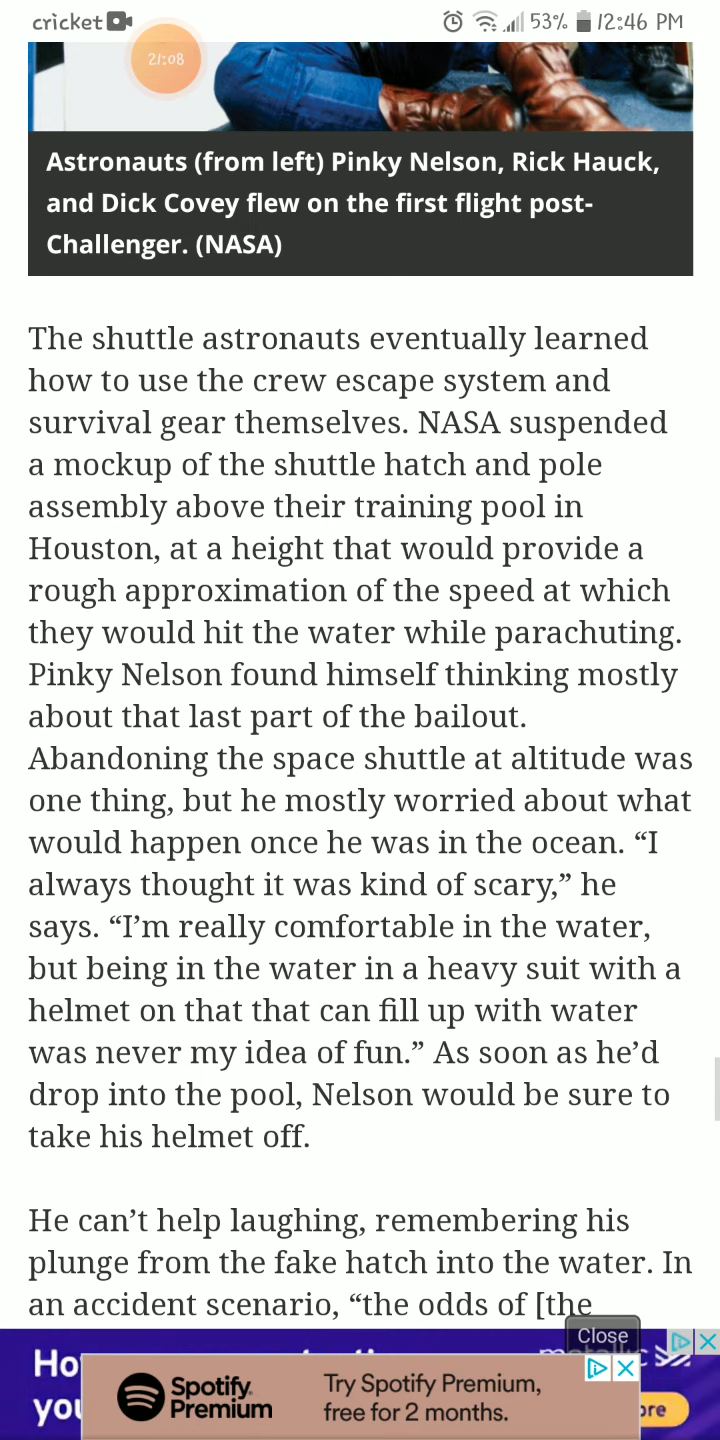 cricket 53% 12:46 PM
21:08
Astronauts (from left) Pinky Nelson, Rick Hauck,
and Dick Covey flew on the first flight post-
Challenger. (NASA)
The shuttle astronauts eventually learned
how to use the crew escape system and
survival gear themselves. NASA suspended
a mockup of the shuttle hatch and pole
assembly above their training pool in
Houston, at a height that would provide a
rough approximation of the speed at which
they would hit the water while parachuting.
Pinky Nelson found himself thinking mostly
about that last part of the bailout.
Abandoning the space shuttle at altitude was
one thing, but he mostly worried about what
would happen once he was in the ocean. “I
always thought it was kind of scary,” he
says. “I’m really comfortable in the water,
but being in the water in a heavy suit with a
helmet on that that can fill up with water
was never my idea of fun.” As soon as he’d
drop into the pool, Nelson would be sure to
take his helmet off.
He can’t help laughing, remembering his
plunge from the fake hatch into the water. In
an accident scenario, “the odds of [the
Close
Spotify Premium
Try Spotify Premium,
free for 2 months.